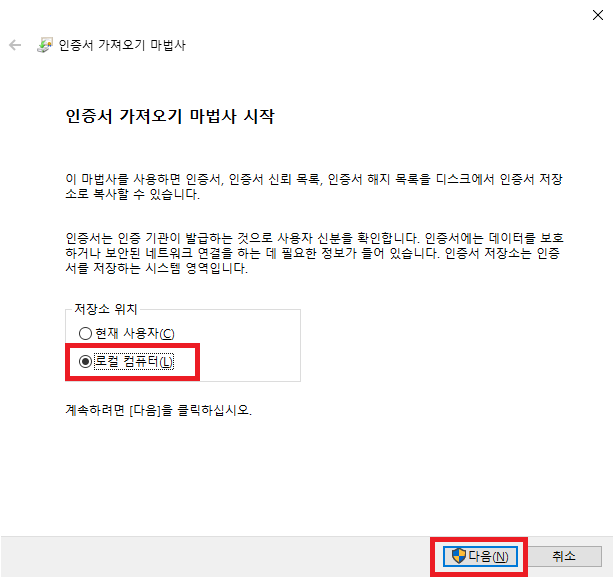 인증서 가져오기 마법사
인증서 가져오기 마법사 시작
이 마법사를 사용하면 인증서, 인증서 신뢰 목록, 인증서 해지 목록을 디스크에서 인증서 저장
소로 복사할 수 있습니다.
인증서는 인증 기관이 발급하는 것으로 사용자 신분을 확인합니다. 인증서에는 데이터를 보호
하거나 보안된 네트워크 연결을 하는 데 필요한 정보가 들어 있습니다. 인증서 저장소는 인증
서를 저장하는 시스템 영역입니다.
저장소 위치
현재 사용자(C)
로컬 컴퓨터(L)
계속하려면 [다음]을 클릭하십시오.
다음(N)
취소